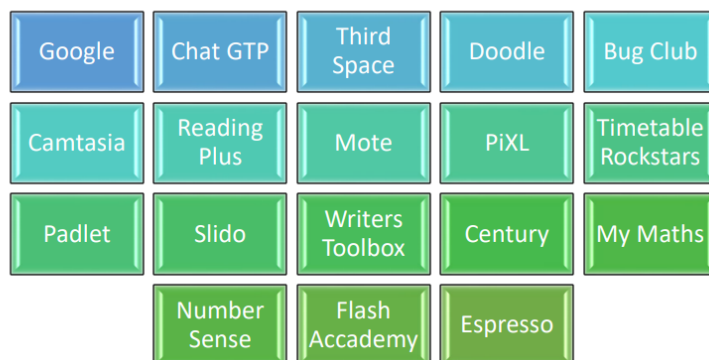 Google
Chat GTP
Third
Space
Doodle
Bug Club
Camtasia
Reading
Plus
Mote
PiXL
Timetable
Rockstars
Padlet
Slido
Writers
Toolbox
Century
My Maths
Number
Sense
Flash
Accademy
Espresso